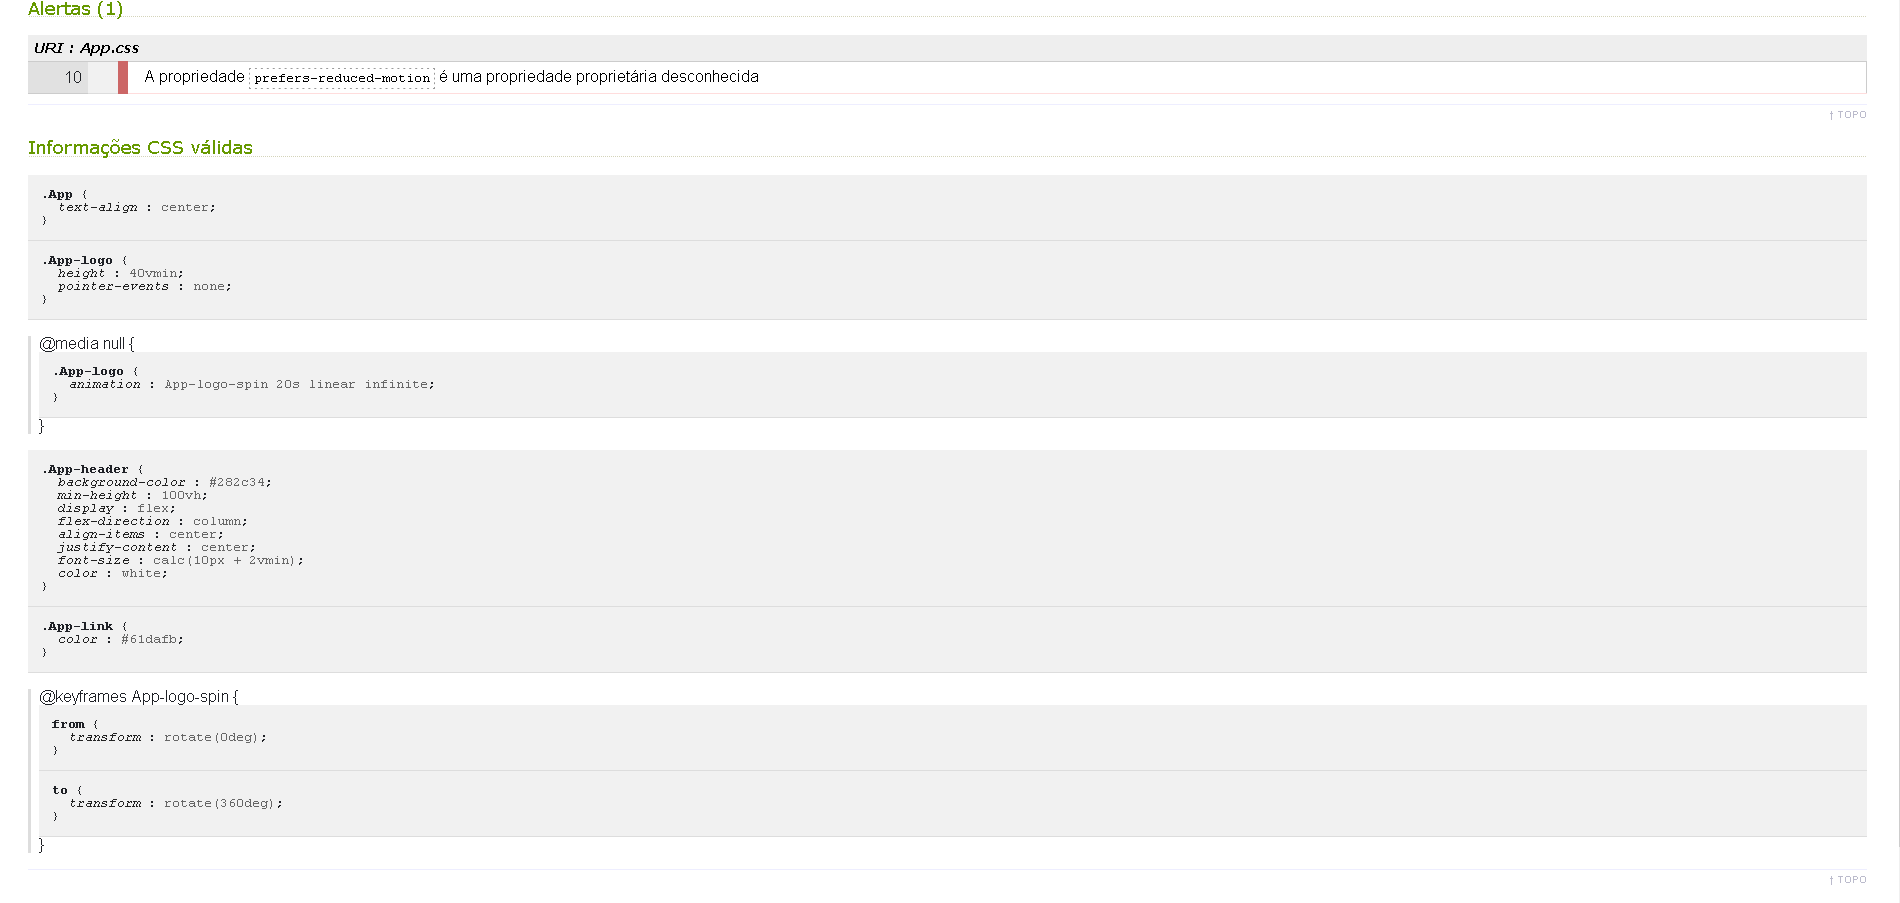 Alertas (1)
URI : App.css
10 A propriedade prefers-reduced-motion é uma propriedade proprietária desconhecida
↑ TOPO
Informações CSS válidas
.App {
text-align : center;
}
.App-logo {
height : 40vmin;
pointer-events : none;
}
@media null {
.App-logo {
animation : App-logo-spin 20s linear infinite;
}
}
.App-header {
background-color : #282c34;
min-height : 100vh;
display : flex;
flex-direction : column;
align-items : center;
justify-content : center;
font-size : calc(10px + 2vmin);
color : white;
}
.App-link {
color : #61dafb;
}
@keyframes App-logo-spin {
from {
transform : rotate(0deg);
}
to {
transform : rotate(360deg);
}
}
↑ TOPO